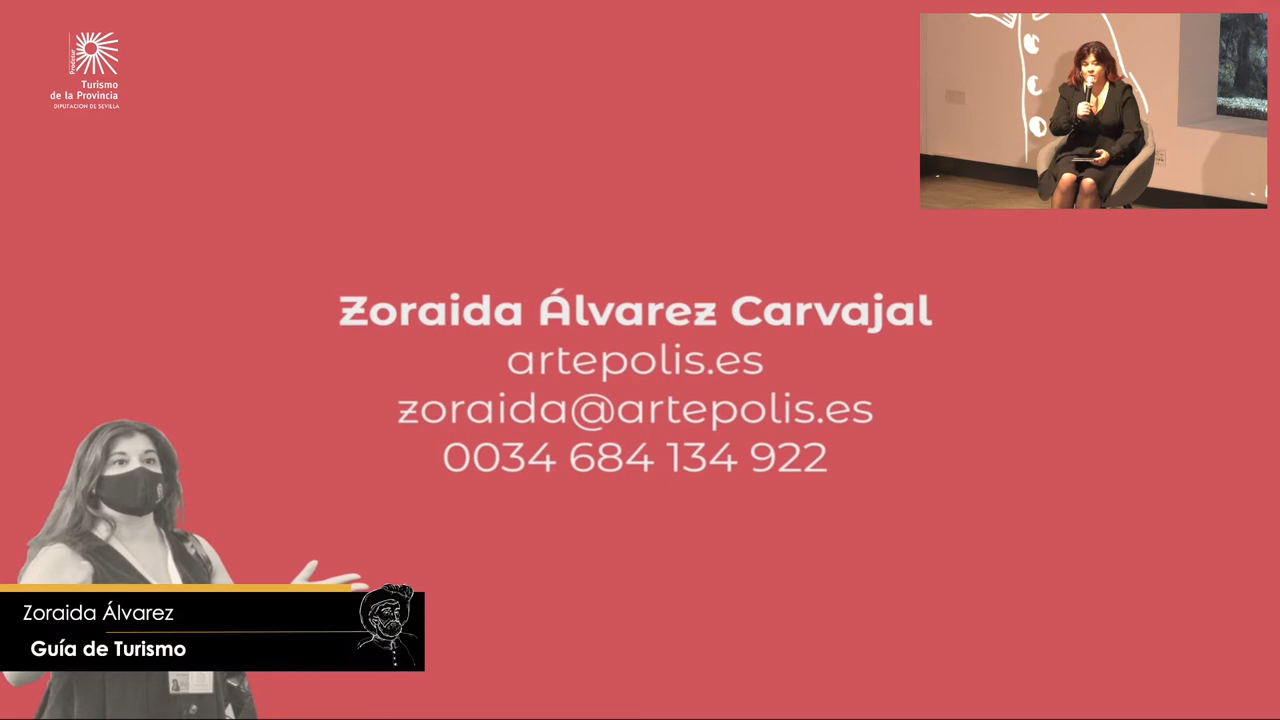 Prodetur
Turismo
de la Provincia
DIPUTACIÓN DE SEVILLA
Zoraida Álvarez Carvajal
artepolis.es
zoraida@artepolis.es
0034 684 134 922
Zoraida Álvarez
Guía de Turismo